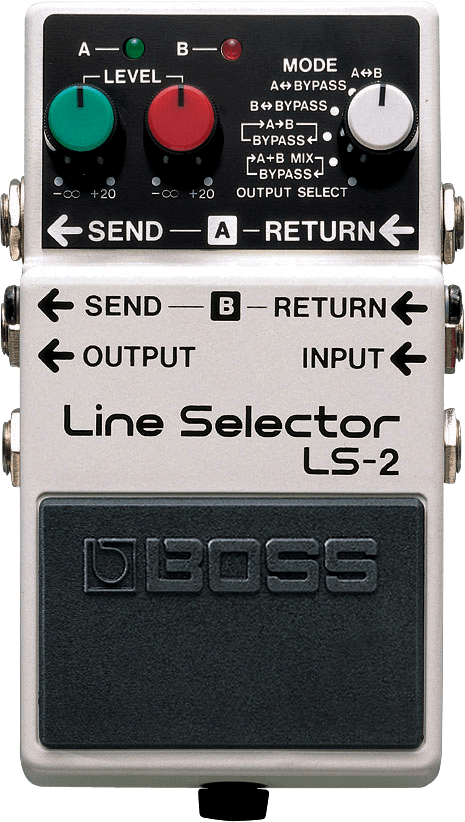 A B
LEVEL
MODE
A↔B
A↔BYPASS
B↔BYPASS
→A→B
BYPASS←
→A+B MIX
BYPASS←
OUTPUT SELECT
-∞ +20 -∞ +20
← SEND — A — RETURN ←
← SEND — B — RETURN ←
← OUTPUT INPUT ←
Line Selector
LS-2
BOSS